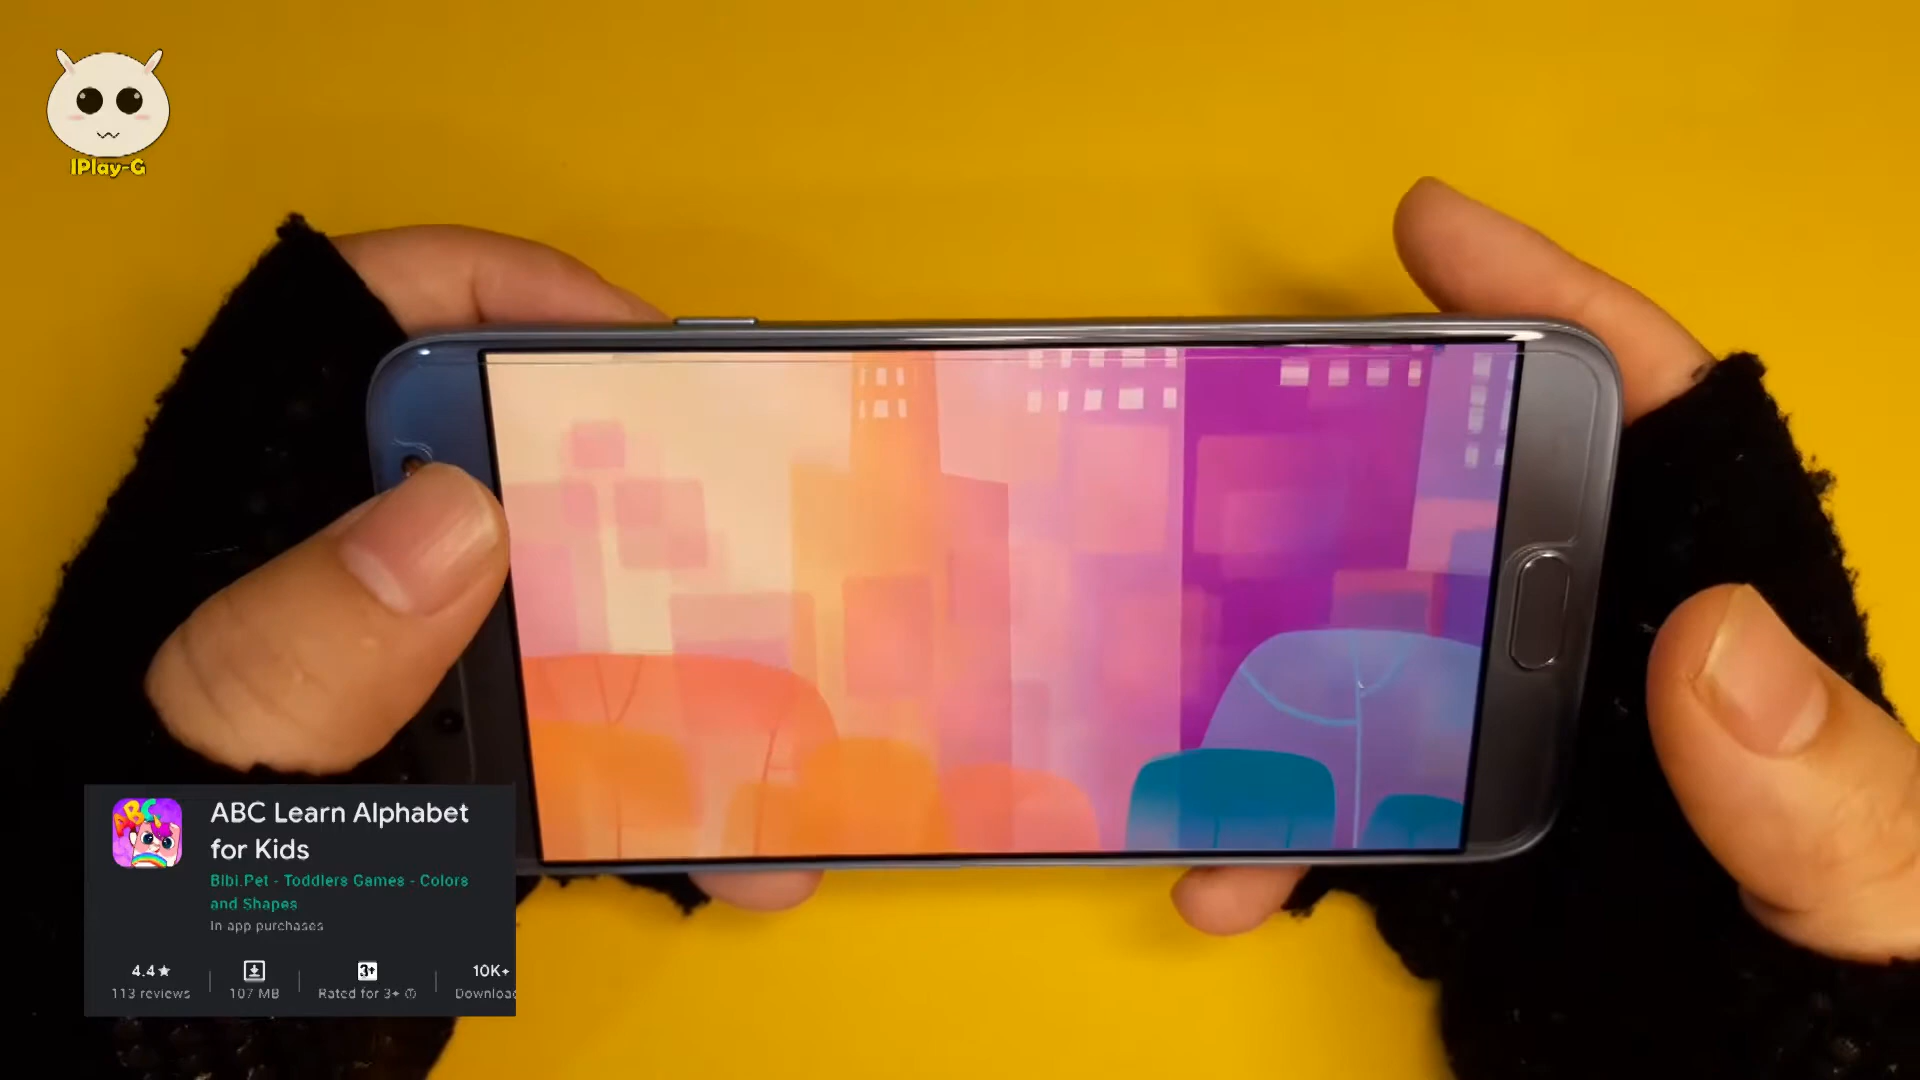 IPlay-G
ABC Learn Alphabet
for Kids
Bibi.Pet - Toddlers Games - Colors
and Shapes
In app purchases
4.4★
3+
10K+
113 reviews
107 MB
Rated for 3+
Downloa